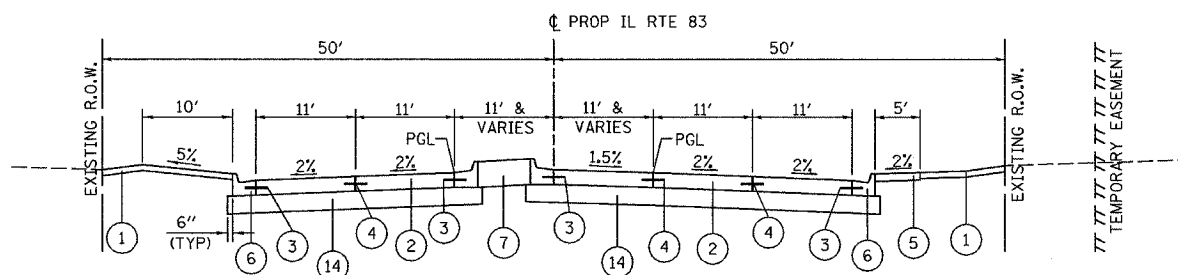 ℄ PROP IL RTE 83
50' 50'
EXISTING R.O.W.
EXISTING R.O.W.
TEMPORARY EASEMENT
10' 11' 11' 11' & VARIES 11' & VARIES 11' 11' 5'
PGL PGL
5% 2% 2% 1.5% 2% 2% 2%
6" (TYP)
1 6 3 14 4 2 3 7 3 14 4 2 4 3 6 5 1